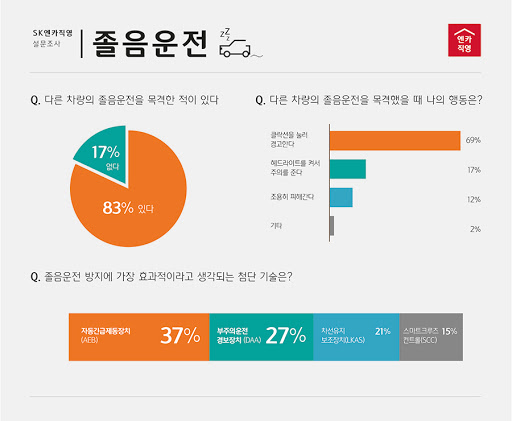 SK엔카직영
설문조사
졸음운전
zZ
z
엔카
직영
Q. 다른 차량의 졸음운전을 목격한 적이 있다
17%
없다
83% 있다
Q. 다른 차량의 졸음운전을 목격했을 때 나의 행동은?
클락션을 눌러
경고한다
69%
헤드라이트를 켜서
주의를 준다
17%
조용히 피해간다
12%
기타
2%
Q. 졸음운전 방지에 가장 효과적이라고 생각되는 첨단 기술은?
자동긴급제동장치
(AEB)
37%
부주의운전
경보장치 (DAA)
27%
차선유지
보조장치(LKAS)
21%
스마트크루즈
컨트롤(SCC)
15%